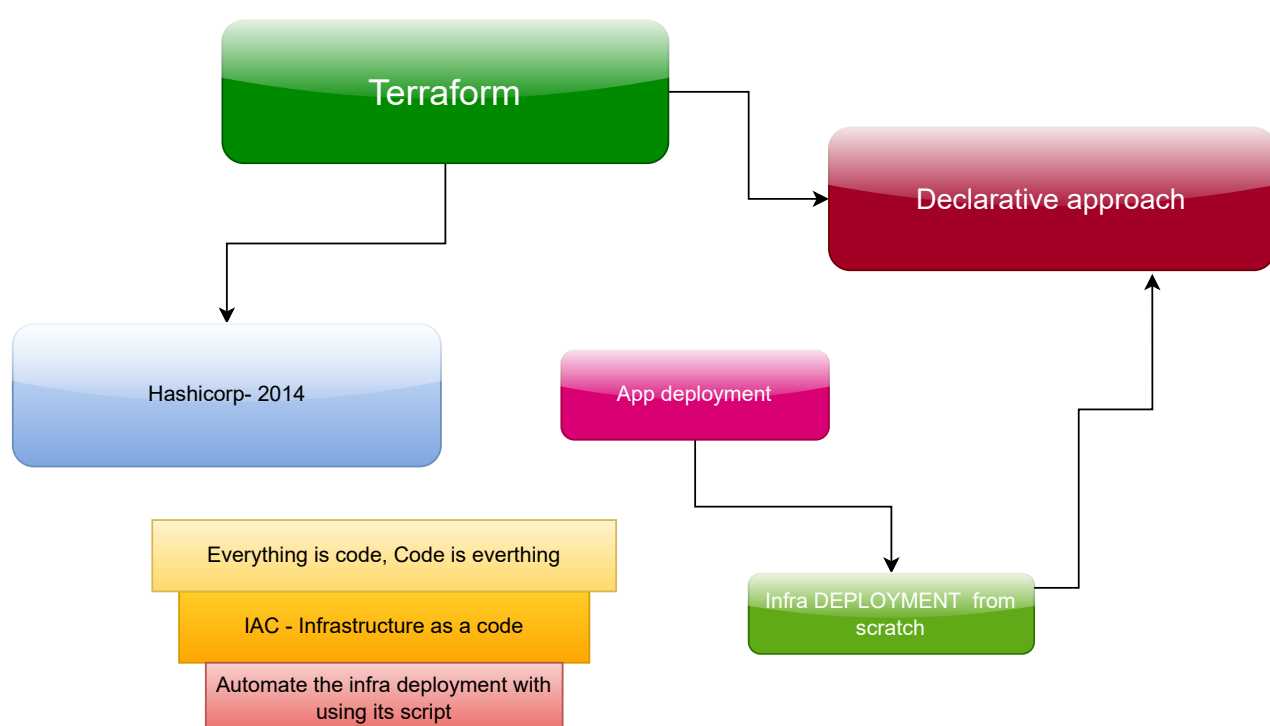 Terraform
Declarative approach
Hashicorp- 2014
App deployment
Everything is code, Code is everthing
IAC - Infrastructure as a code
Infra DEPLOYMENT from
scratch
Automate the infra deployment with
using its script